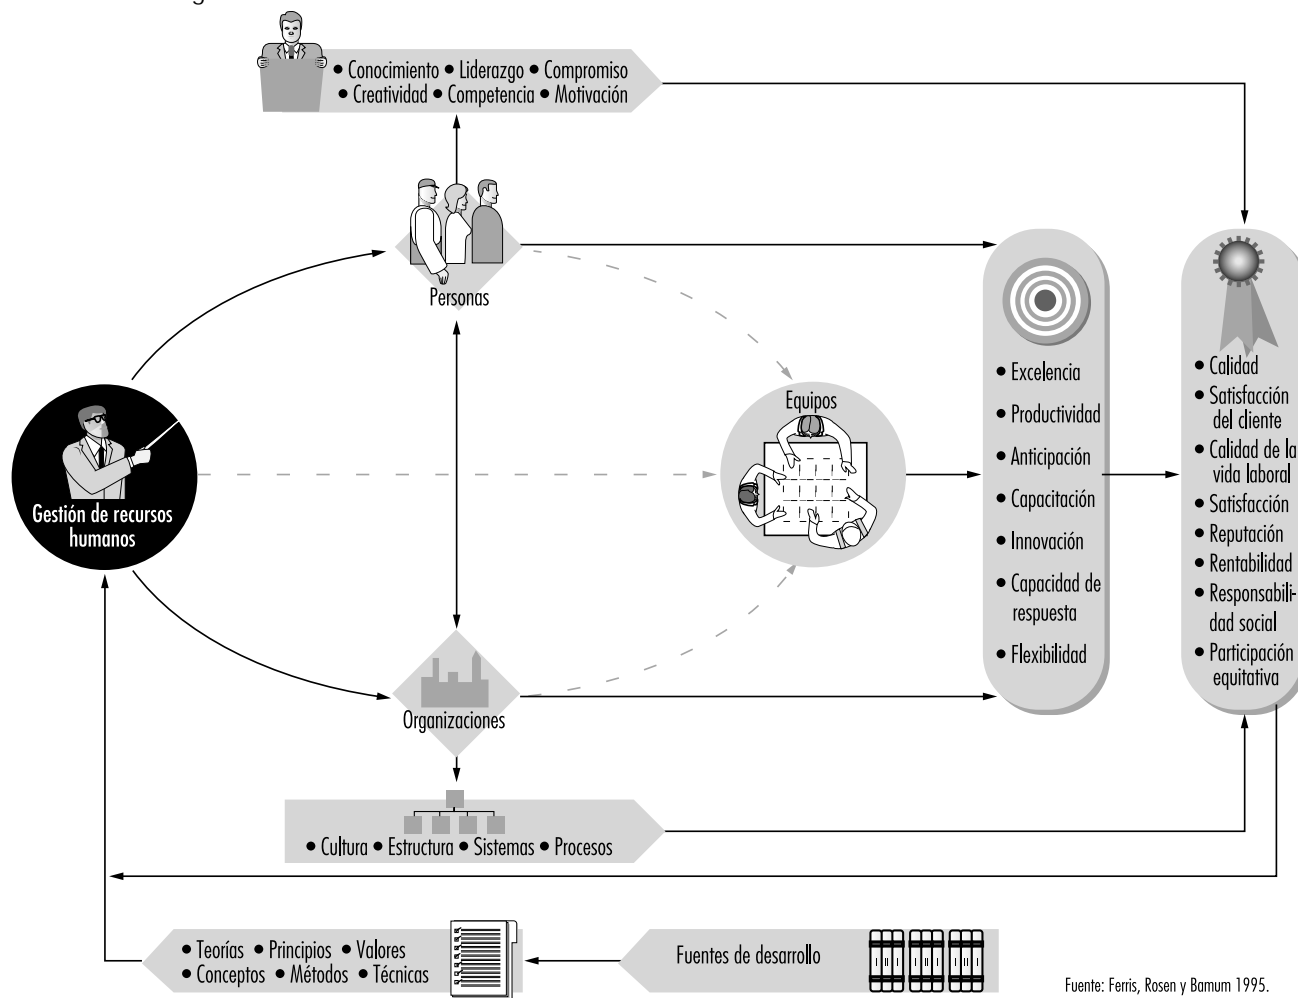 • Conocimiento • Liderazgo • Compromiso
• Creatividad • Competencia • Motivación
Personas
Equipos
Gestión de recursos
humanos
• Excelencia
• Productividad
• Anticipación
• Capacitación
• Innovación
• Capacidad de
respuesta
• Flexibilidad
• Calidad
• Satisfacción
del cliente
• Calidad de la
vida laboral
• Satisfacción
• Reputación
• Rentabilidad
• Responsabili-
dad social
• Participación
equitativa
Organizaciones
• Cultura • Estructura • Sistemas • Procesos
• Teorías • Principios • Valores
• Conceptos • Métodos • Técnicas
Fuentes de desarrollo
I II I I II I I II I
Fuente: Ferris, Rosen y Barnum 1995.